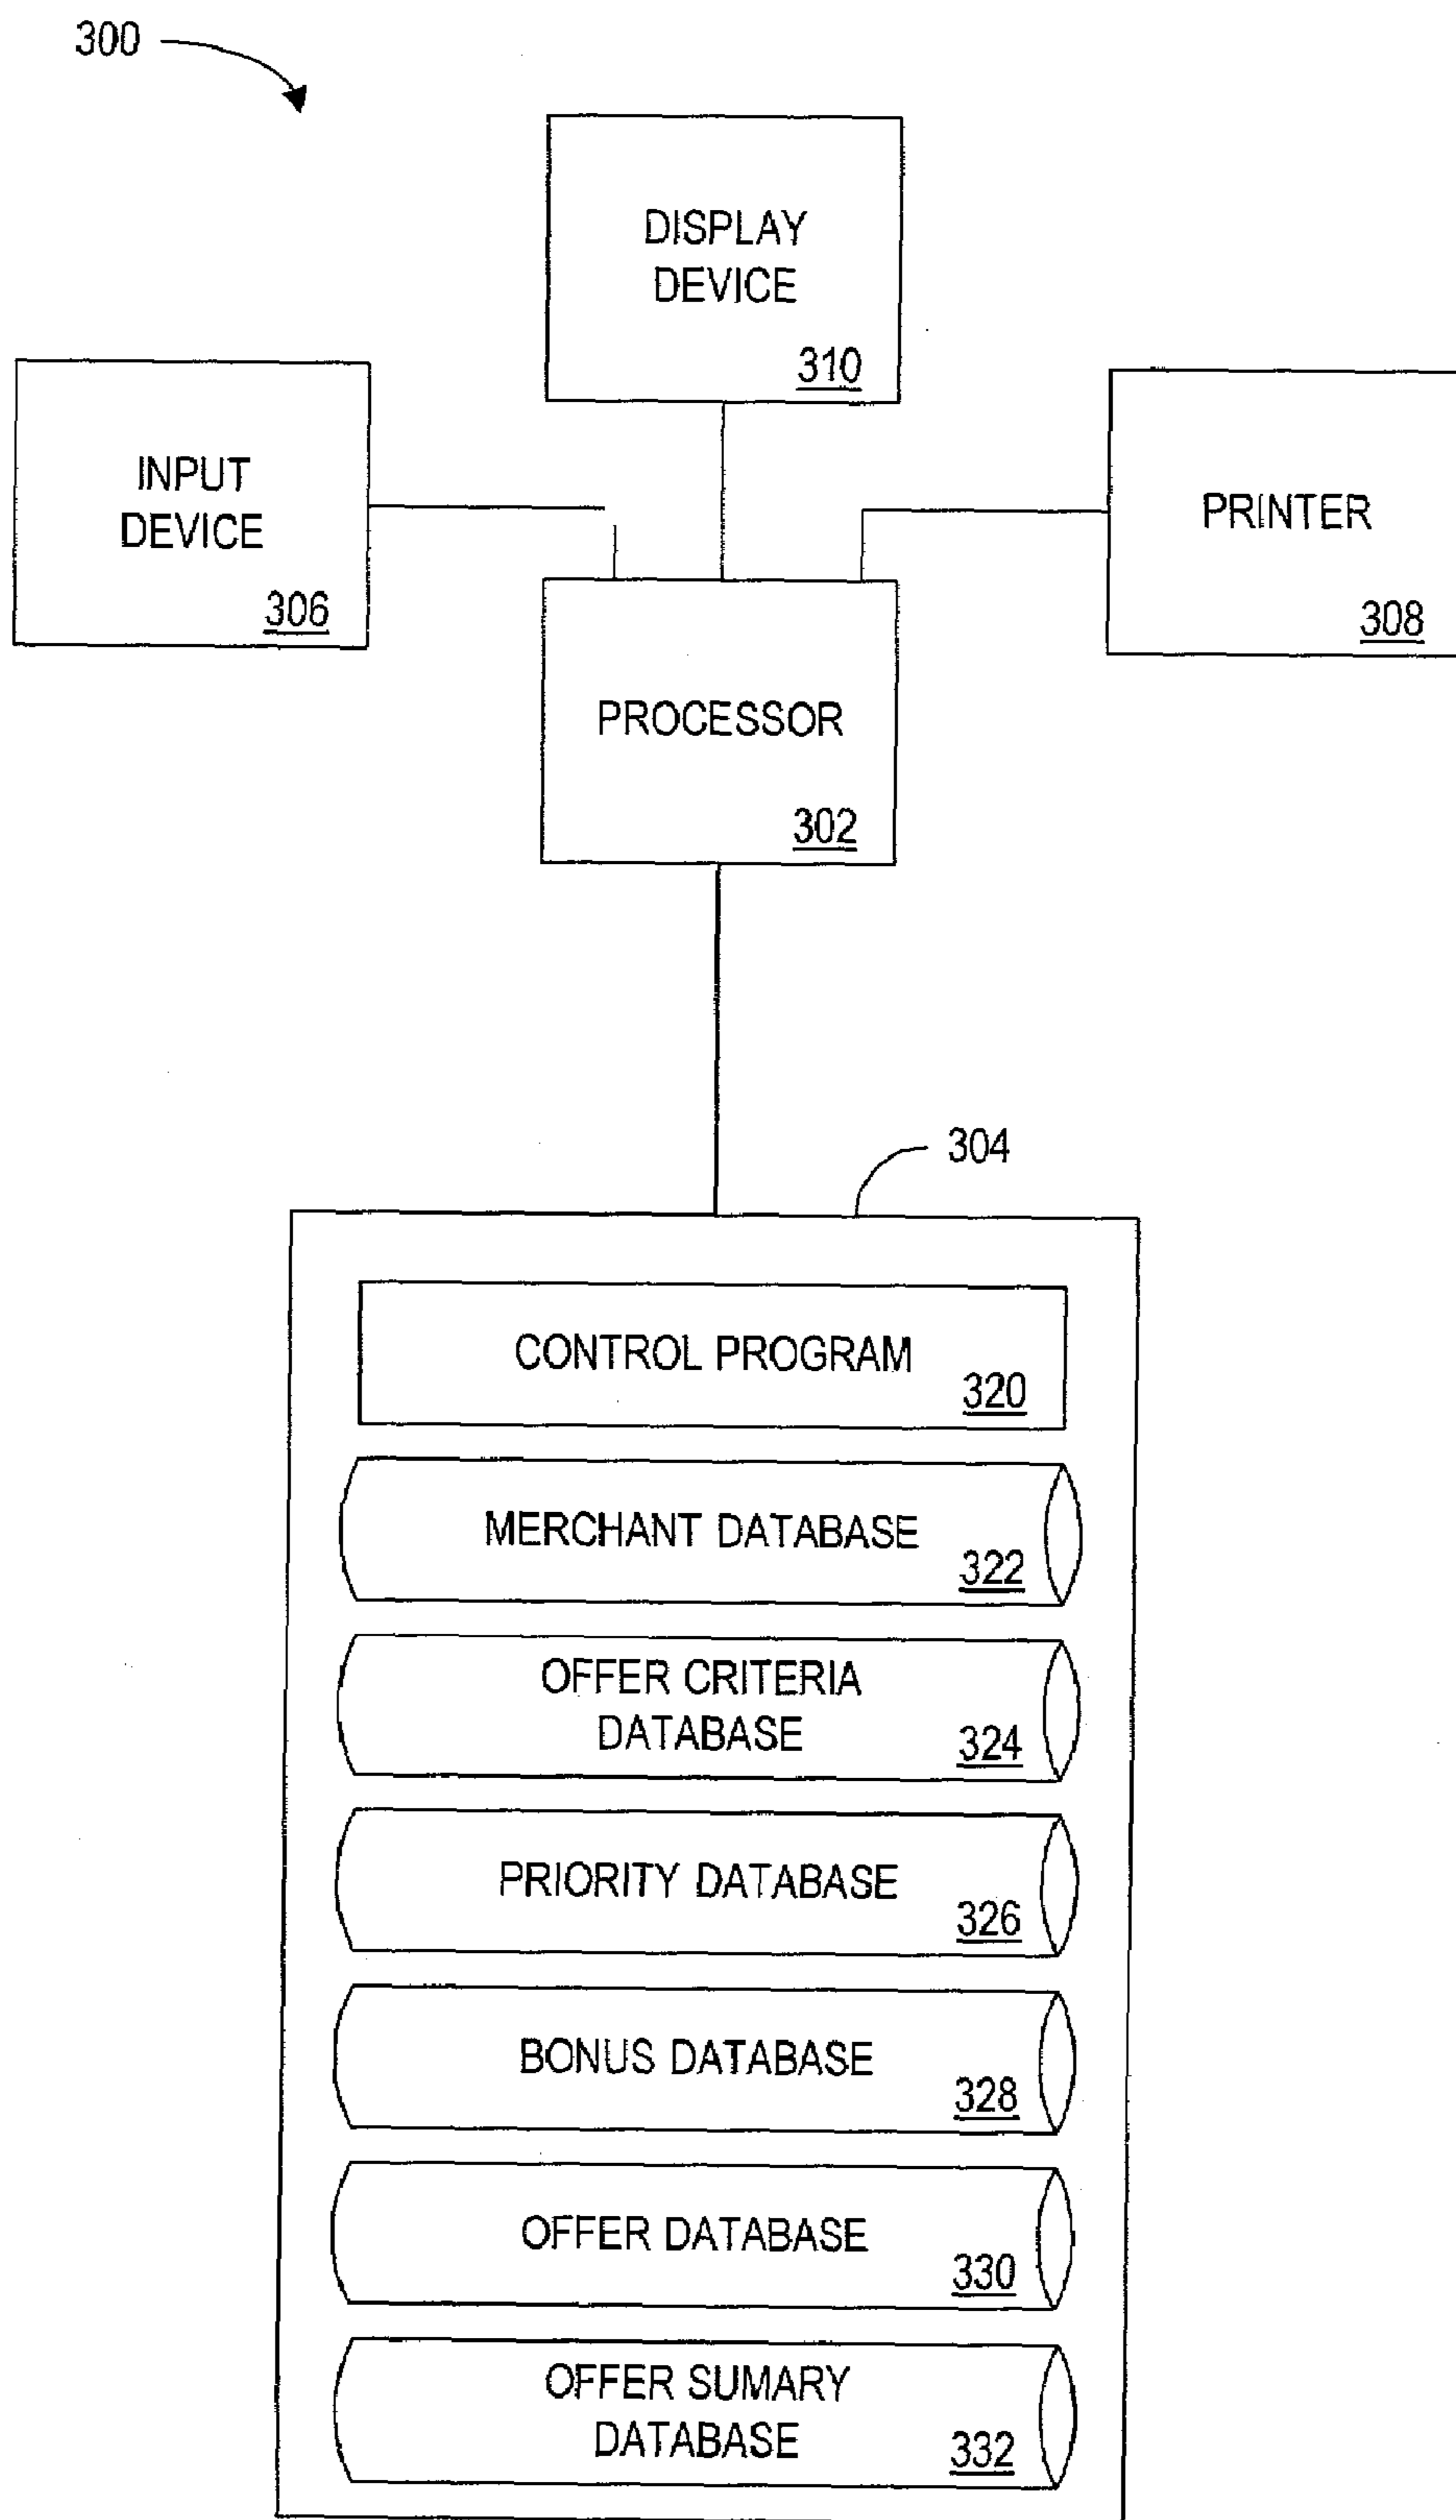 300
DISPLAY
DEVICE
310
INPUT
DEVICE
306
PRINTER
308
PROCESSOR
302
304
CONTROL PROGRAM
320
MERCHANT DATABASE
322
OFFER CRITERIA
DATABASE
324
PRIORITY DATABASE
326
BONUS DATABASE
328
OFFER DATABASE
330
OFFER SUMARY
DATABASE
332